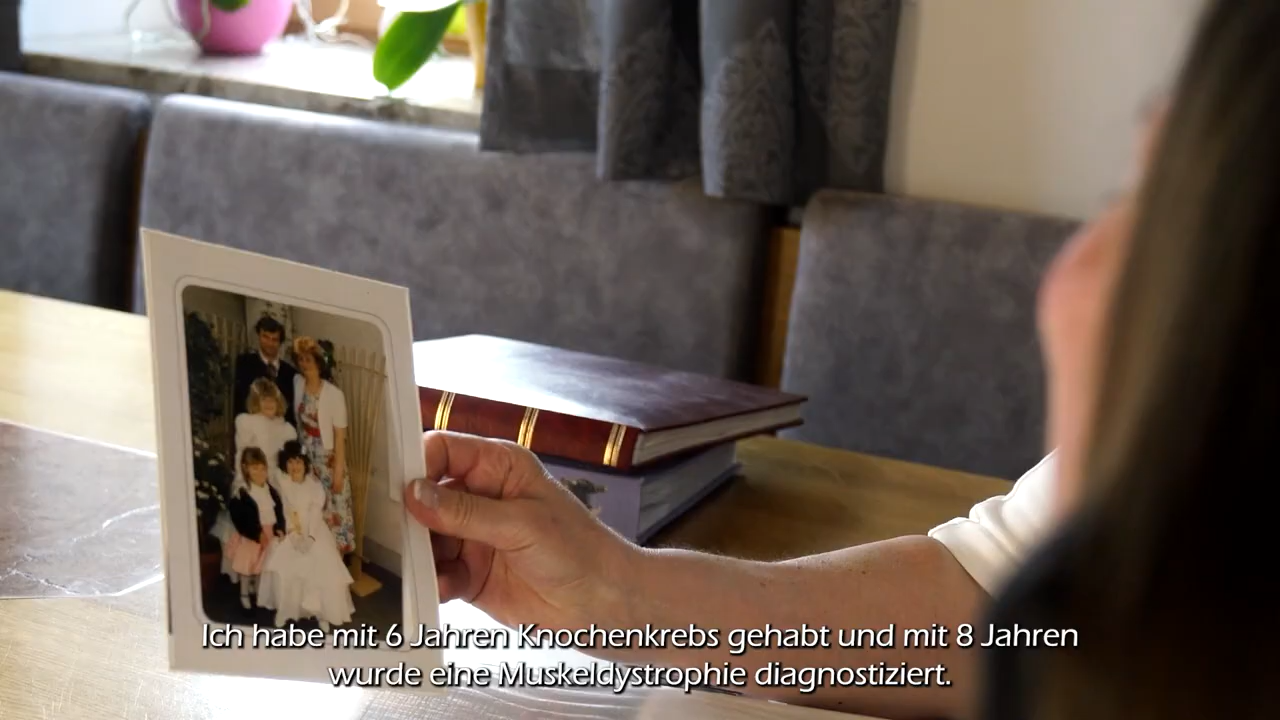 Ich habe mit 6 Jahren Knochenkrebs gehabt und mit 8 Jahren
wurde eine Muskeldystrophie diagnostiziert.